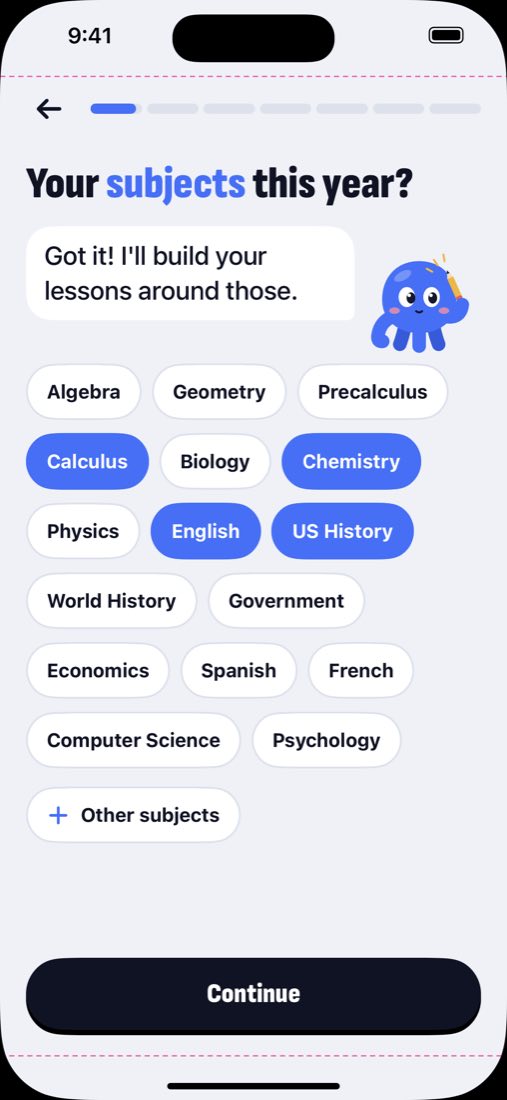 9:41
Your subjects this year?
Got it! I'll build your
lessons around those.
Algebra
Geometry
Precalculus
Calculus
Biology
Chemistry
Physics
English
US History
World History
Government
Economics
Spanish
French
Computer Science
Psychology
+ Other subjects
Continue